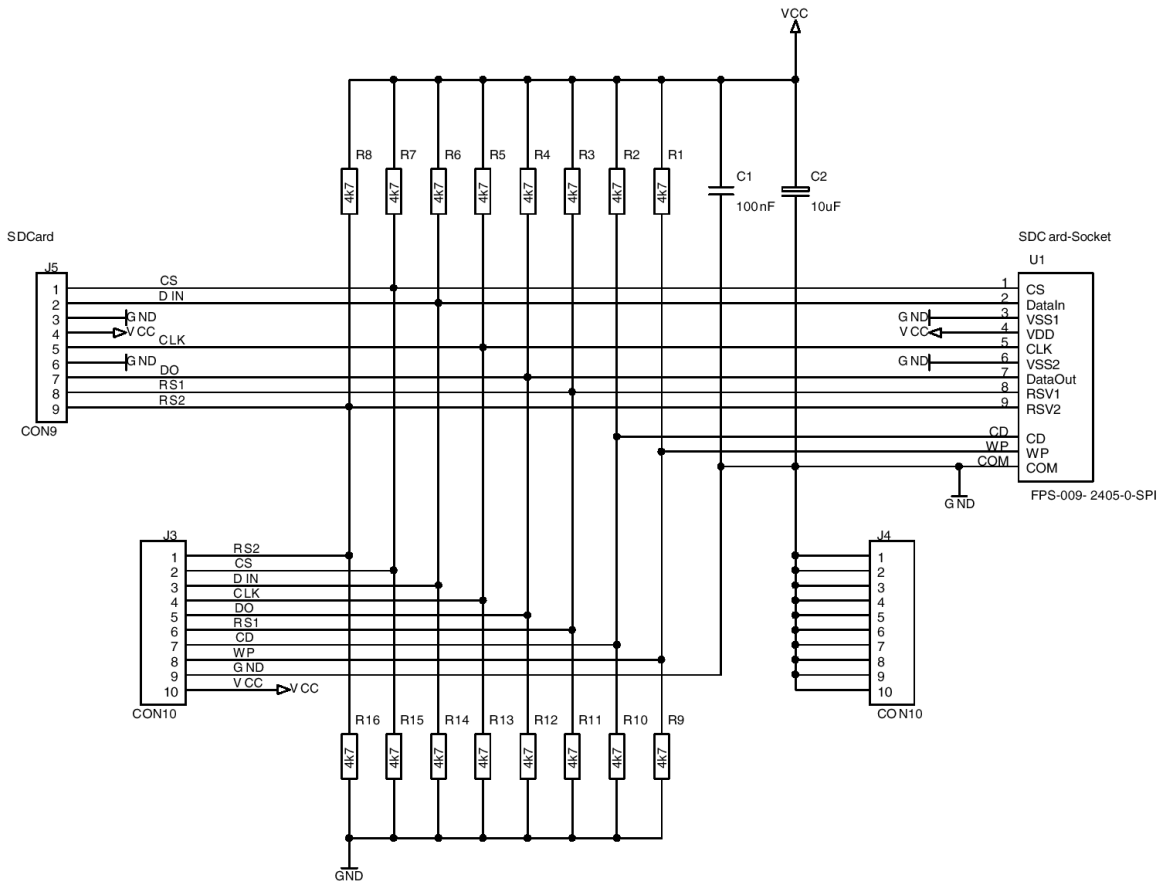 VCC
R8 R7 R6 R5 R4 R3 R2 R1
4k7 4k7 4k7 4k7 4k7 4k7 4k7 4k7
C1 C2
100nF 10uF
SDCard
J5
1 CS
2 DIN
3 GND
4 VCC
5 CLK
6 GND
7 DO
8 RS1
9 RS2
CON9
SDCard-Socket
U1
1 CS
2 DataIn
GND 3 VSS1
VCC 4 VDD
5 CLK
GND 6 VSS2
7 DataOut
8 RSV1
9 RSV2
CD CD
WP WP
COM COM
GND
FPS-009-2405-0-SPI
J3
1 RS2
2 CS
3 DIN
4 CLK
5 DO
6 RS1
7 CD
8 WP
9 GND
10 VCC VCC
CON10
J4
1
2
3
4
5
6
7
8
9
10
CON10
R16 R15 R14 R13 R12 R11 R10 R9
4k7 4k7 4k7 4k7 4k7 4k7 4k7 4k7
GND